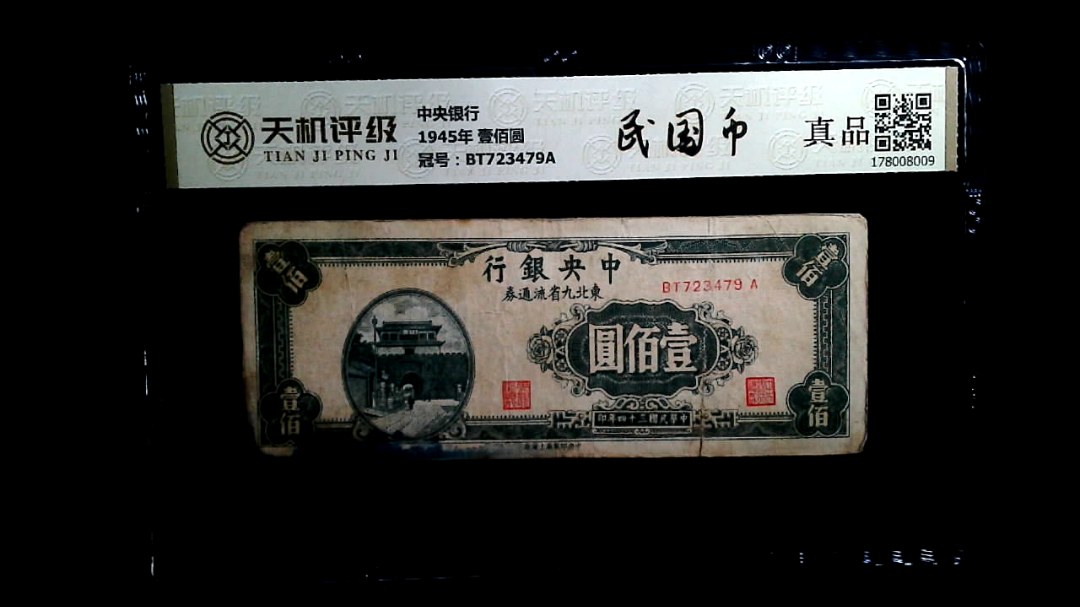 天机评级
TIAN JI PING JI
中央银行
1945年 壹佰圆
冠号：BT723479A
民国币
真品
178008009
行銀央中
券通流省九北東
BT723479 A
圓佰壹
壹佰
壹佰
壹佰
壹佰
印年四十三國民華中